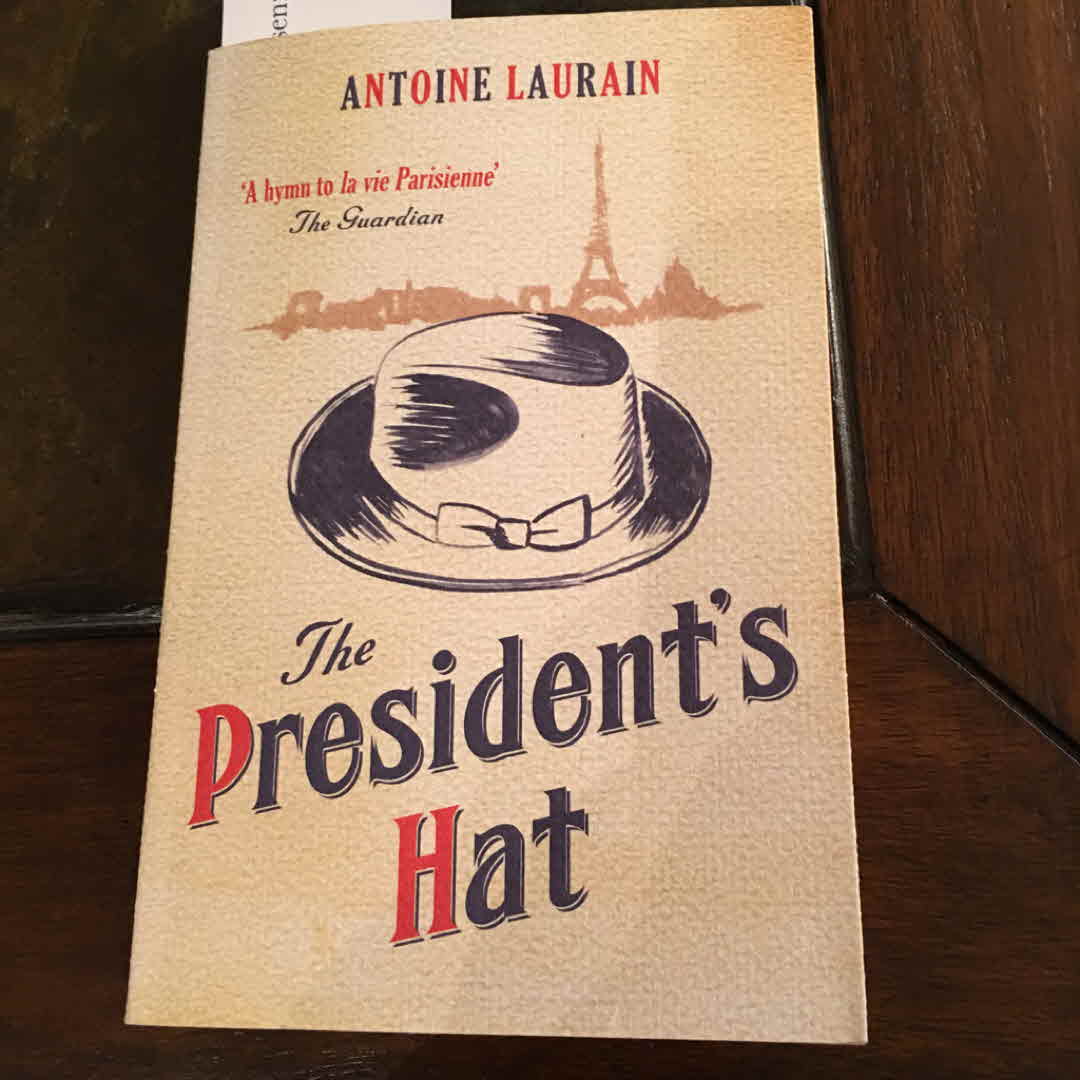 ANTOINE LAURAIN
'A hymn to la vie Parisienne'
The Guardian
The
President's
Hat